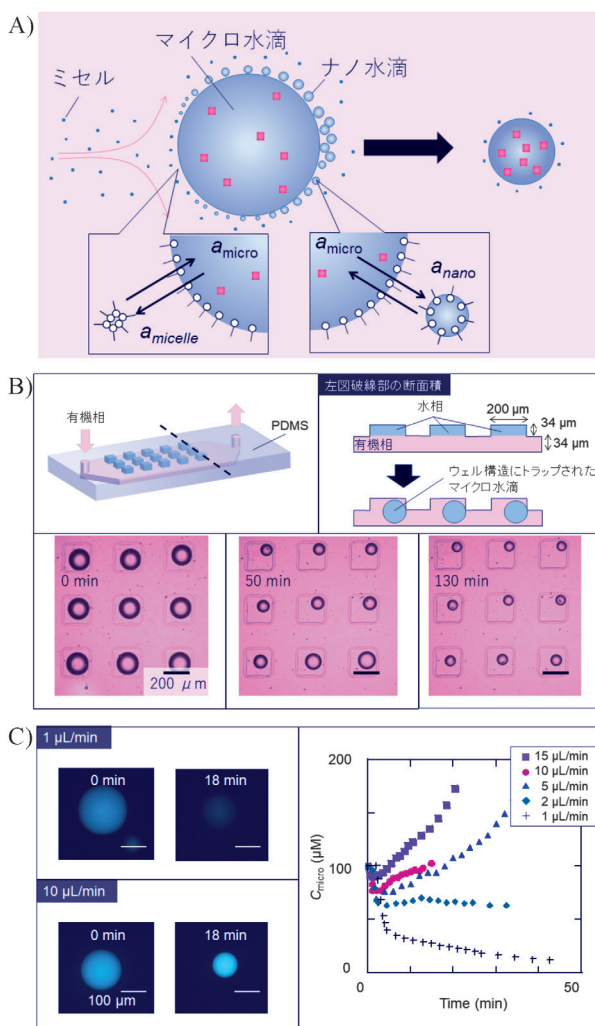 A)
マイクロ水滴
ナノ水滴
ミセル
a_micro
a_micelle
a_micro
a_nano
B)
有機相
PDMS
左図破線部の断面積
水相
200 μm
34 μm
有機相
34 μm
ウェル構造にトラップされた
マイクロ水滴
0 min
200 μm
50 min
130 min
C)
1 μL/min
0 min
18 min
10 μL/min
0 min
18 min
100 μm
200
100
0
C_micro (μM)
15 μL/min
10 μL/min
5 μL/min
2 μL/min
1 μL/min
0
50
Time (min)